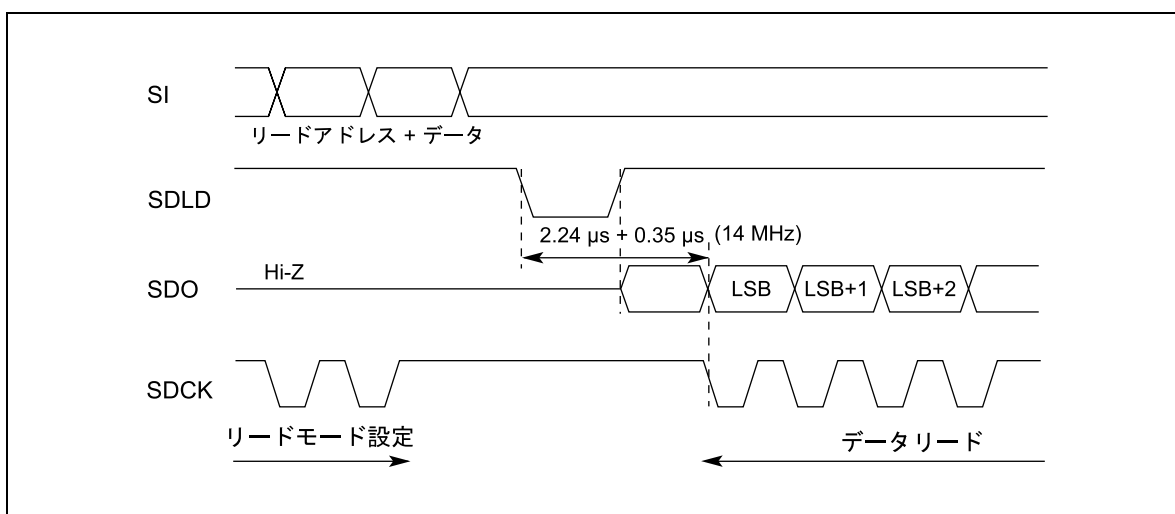 SI
リードアドレス + データ
SDLD
2.24 μs + 0.35 μs (14 MHz)
Hi-Z
SDO
LSB
LSB+1
LSB+2
SDCK
リードモード設定
データリード